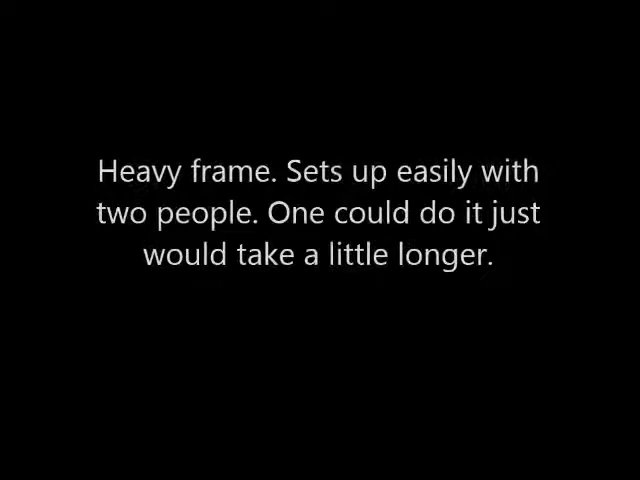 Heavy frame. Sets up easily with
two people. One could do it just
would take a little longer.